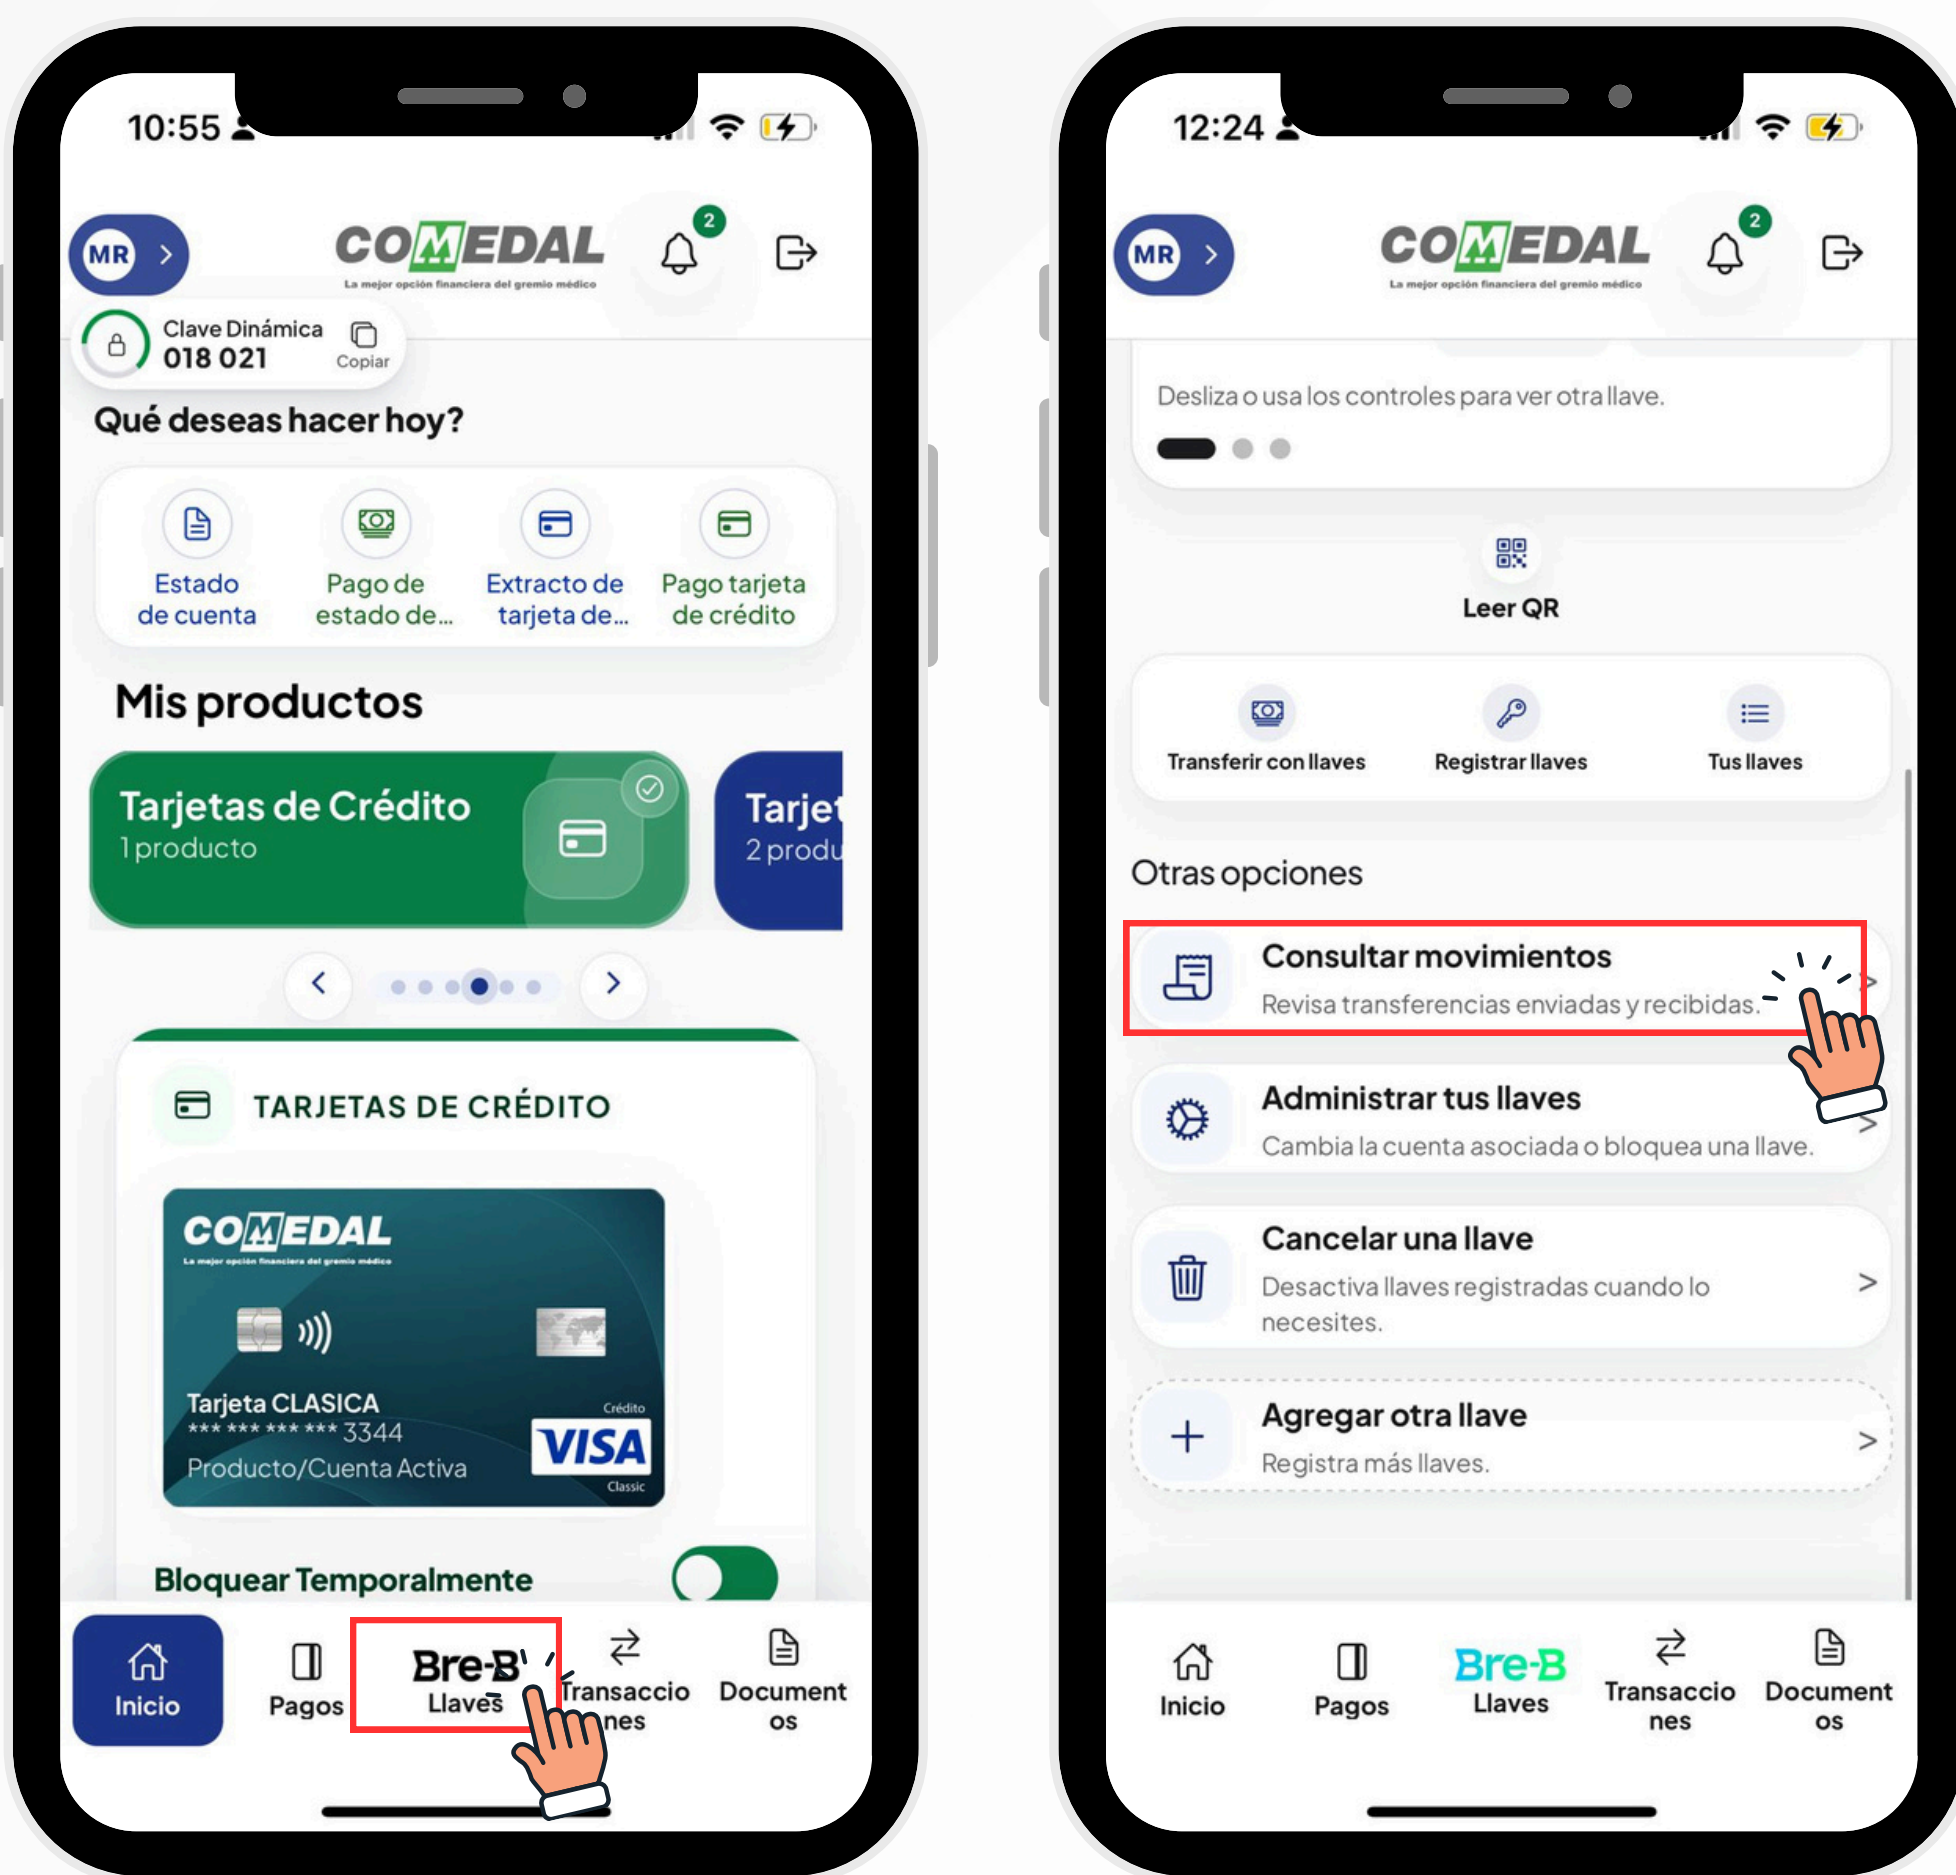 10:55
MR
COMEDAL
La mejor opción financiera del gremio médico
2
Clave Dinámica
018 021
Copiar
Qué deseas hacer hoy?
Estado
de cuenta
Pago de
estado de...
Extracto de
tarjeta de...
Pago tarjeta
de crédito
Mis productos
Tarjetas de Crédito
1 producto
Tarjet
2 produ
TARJETAS DE CRÉDITO
COMEDAL
La mejor opción financiera del gremio médico
Tarjeta CLASICA
*** *** *** *** 3344
Producto/Cuenta Activa
Crédito
VISA
Classic
Bloquear Temporalmente
Inicio
Pagos
Bre-B
Llaves
Transaccio
nes
Document
os
12:24
MR
COMEDAL
La mejor opción financiera del gremio médico
2
Desliza o usa los controles para ver otra llave.
Leer QR
Transferir con llaves
Registrar llaves
Tus llaves
Otras opciones
Consultar movimientos
Revisa transferencias enviadas y recibidas.
Administrar tus llaves
Cambia la cuenta asociada o bloquea una llave.
Cancelar una llave
Desactiva llaves registradas cuando lo
necesites.
Agregar otra llave
Registra más llaves.
Inicio
Pagos
Bre-B
Llaves
Transaccio
nes
Document
os